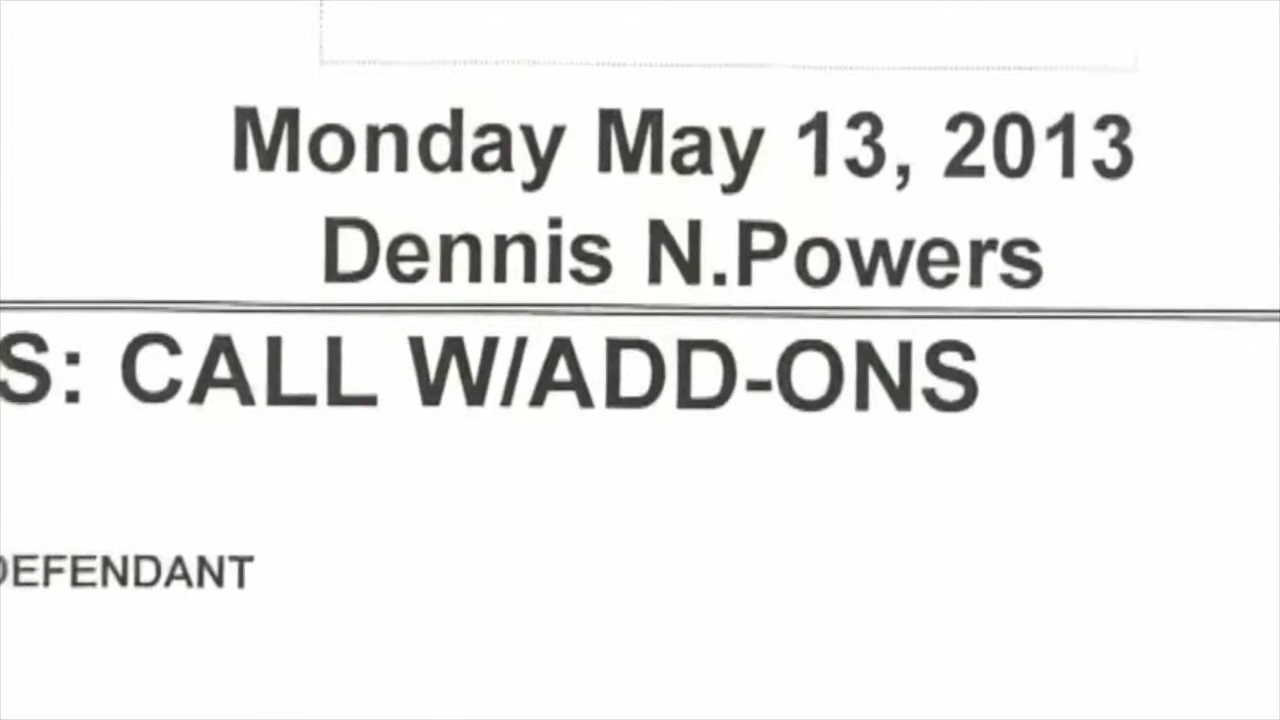 Monday May 13, 2013
Dennis N.Powers
S: CALL W/ADD-ONS
DEFENDANT